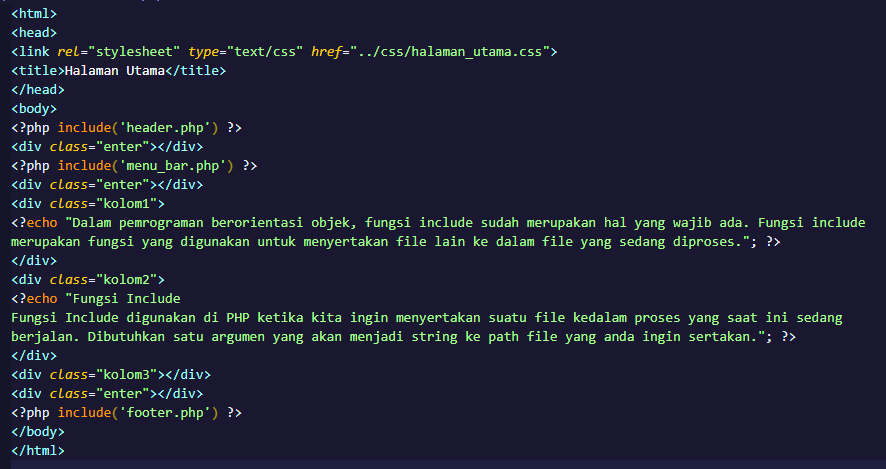 <html>
<head>
<link rel="stylesheet" type="text/css" href="../css/halaman_utama.css">
<title>Halaman Utama</title>
</head>
<body>
<?php include('header.php') ?>
<div class="enter"></div>
<?php include('menu_bar.php') ?>
<div class="enter"></div>
<div class="kolom1">
<?echo "Dalam pemrograman berorientasi objek, fungsi include sudah merupakan hal yang wajib ada. Fungsi include
merupakan fungsi yang digunakan untuk menyertakan file lain ke dalam file yang sedang diproses."; ?>
</div>
<div class="kolom2">
<?echo "Fungsi Include
Fungsi Include digunakan di PHP ketika kita ingin menyertakan suatu file kedalam proses yang saat ini sedang
berjalan. Dibutuhkan satu argumen yang akan menjadi string ke path file yang anda ingin sertakan."; ?>
</div>
<div class="kolom3"></div>
<div class="enter"></div>
<?php include('footer.php') ?>
</body>
</html>